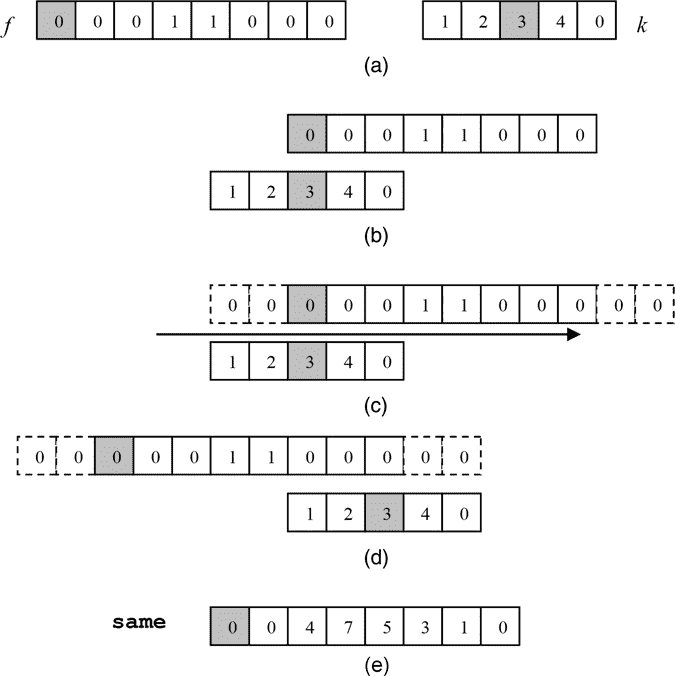 f 0 0 0 1 1 0 0 0 1 2 3 4 0 k
(a)
0 0 0 1 1 0 0 0
1 2 3 4 0
(b)
0 0 0 0 0 1 1 0 0 0 0 0
1 2 3 4 0
(c)
0 0 0 0 0 1 1 0 0 0 0 0
1 2 3 4 0
(d)
same 0 0 4 7 5 3 1 0
(e)